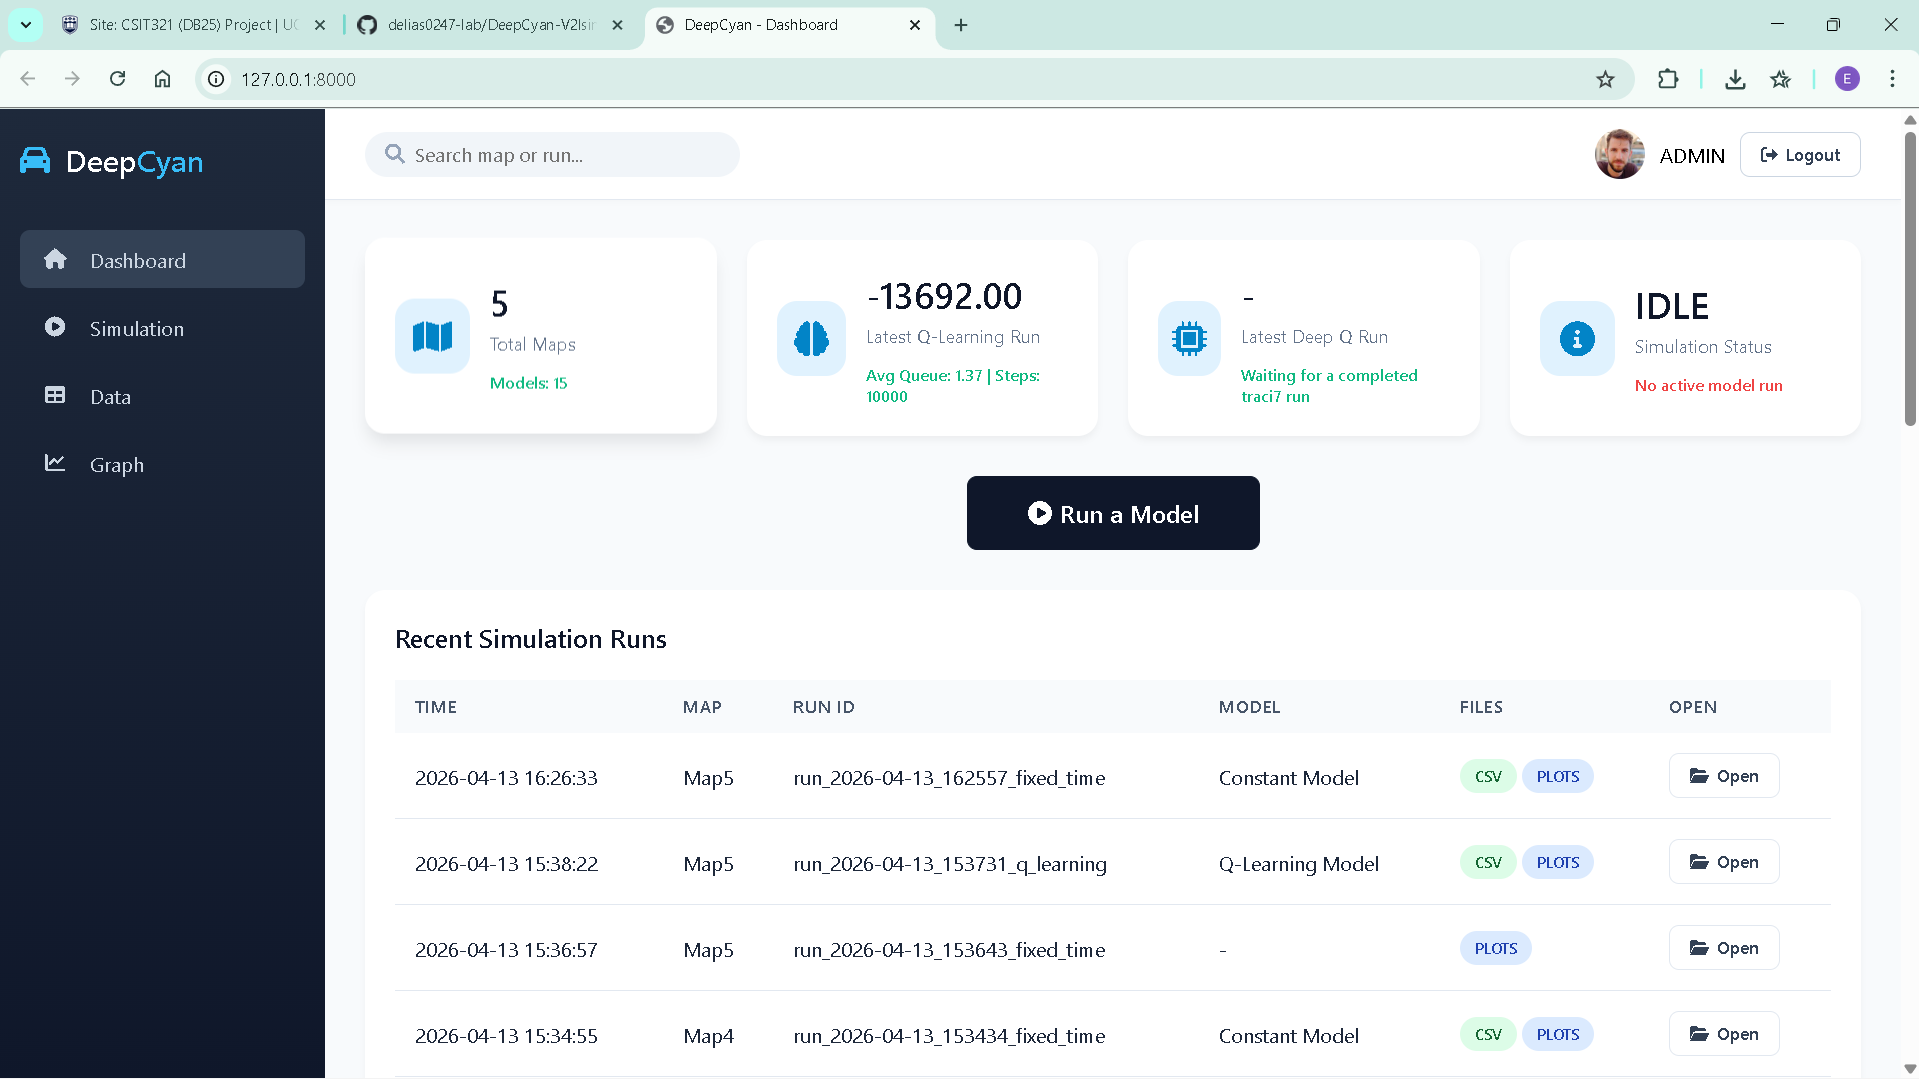 Site: CSIT321 (DB25) Project | UO
delias0247-lab/DeepCyan-V2Isin
DeepCyan - Dashboard
127.0.0.1:8000
E
DeepCyan
Search map or run...
ADMIN
Logout
Dashboard
Simulation
Data
Graph
5
Total Maps
Models: 15
-13692.00
Latest Q-Learning Run
Avg Queue: 1.37 | Steps:
10000
-
Latest Deep Q Run
Waiting for a completed
traci7 run
IDLE
Simulation Status
No active model run
Run a Model
Recent Simulation Runs
TIME MAP RUN ID MODEL FILES OPEN
2026-04-13 16:26:33 Map5 run_2026-04-13_162557_fixed_time Constant Model CSV PLOTS Open
2026-04-13 15:38:22 Map5 run_2026-04-13_153731_q_learning Q-Learning Model CSV PLOTS Open
2026-04-13 15:36:57 Map5 run_2026-04-13_153643_fixed_time - PLOTS Open
2026-04-13 15:34:55 Map4 run_2026-04-13_153434_fixed_time Constant Model CSV PLOTS Open